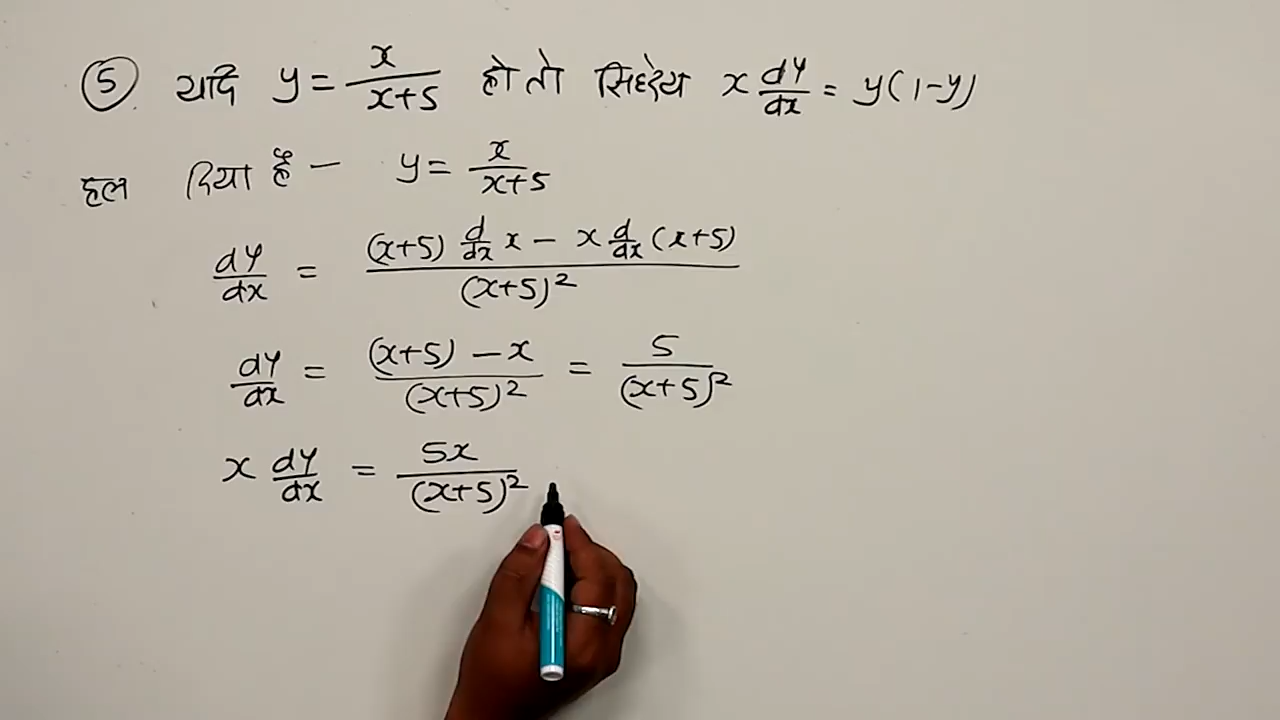 5 यदि y = x/(x+5) हो तो सिद्ध करो x dy/dx = y(1-y)
हल दिया है – y = x/(x+5)
dy/dx = ((x+5) d/dx x – x d/dx (x+5))/(x+5)²
dy/dx = ((x+5) – x)/(x+5)² = 5/(x+5)²
x dy/dx = 5x/(x+5)²